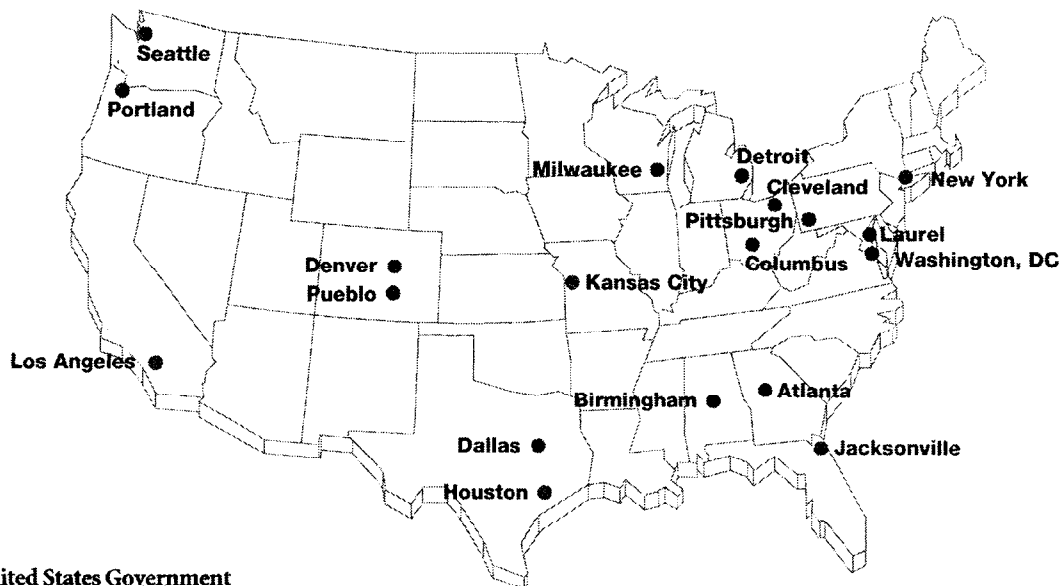 Seattle
Portland
Milwaukee
Detroit
Cleveland
New York
Pittsburgh
Laurel
Columbus
Washington, DC
Denver
Pueblo
Kansas City
Los Angeles
Birmingham
Atlanta
Dallas
Jacksonville
Houston
ited States Government